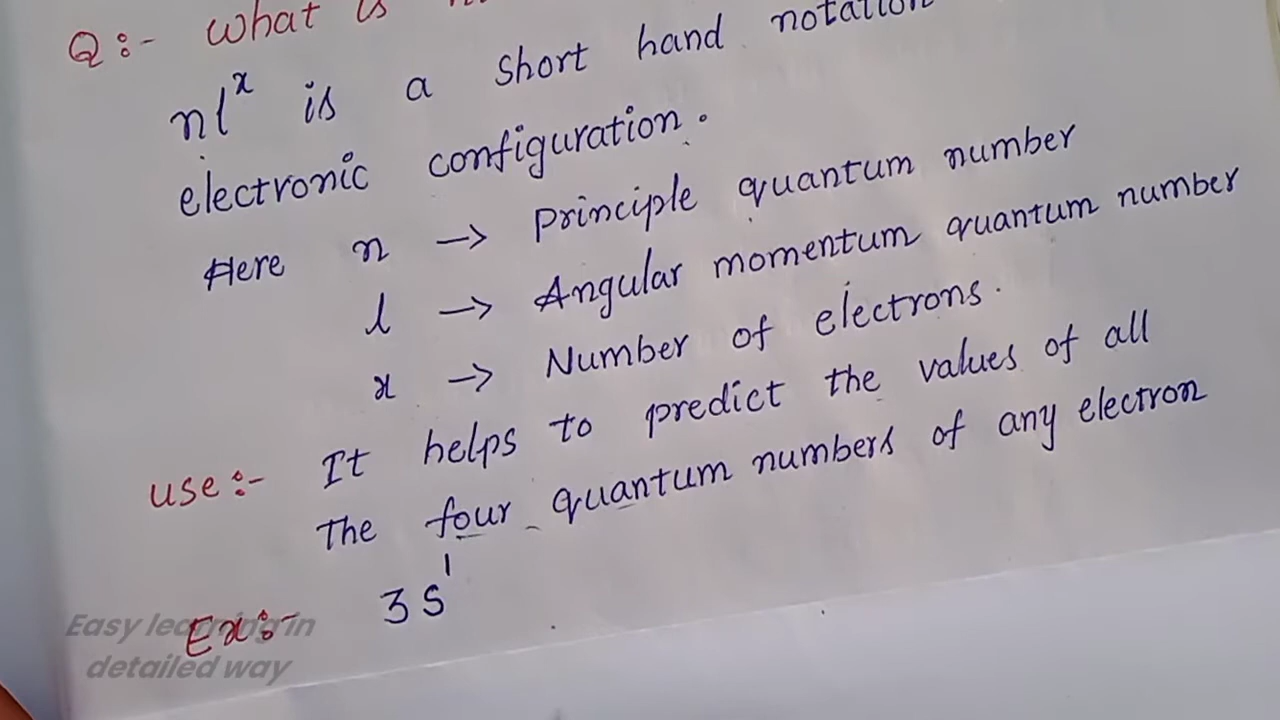 Q:- What is
nl^x is a short hand notation
electronic configuration.
Here n -> Principle quantum number
l -> Angular momentum quantum number
x -> Number of electrons.
use:- It helps to predict the values of all
The four quantum numbers of any electron
Ex:- 3s^1
Easy learning in
detailed way